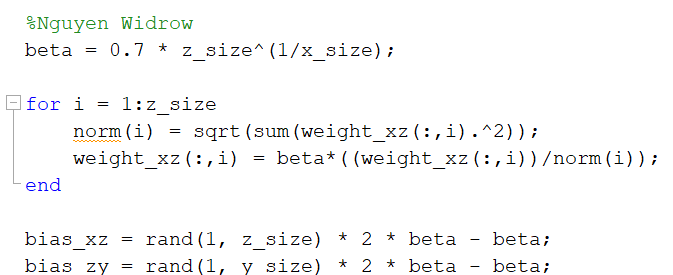 %Nguyen Widrow
beta = 0.7 * z_size^(1/x_size);
for i = 1:z_size
norm(i) = sqrt(sum(weight_xz(:,i).^2));
weight_xz(:,i) = beta*((weight_xz(:,i))/norm(i));
end
bias_xz = rand(1, z_size) * 2 * beta - beta;
bias_zy = rand(1, y_size) * 2 * beta - beta;